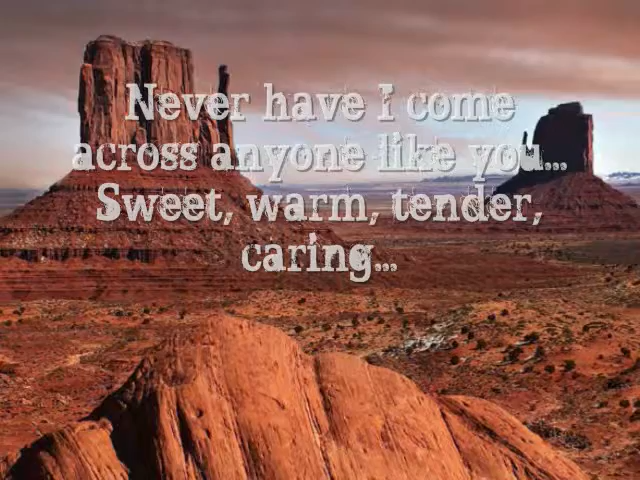 Never have I come
across anyone like you...
Sweet, warm, tender,
caring...